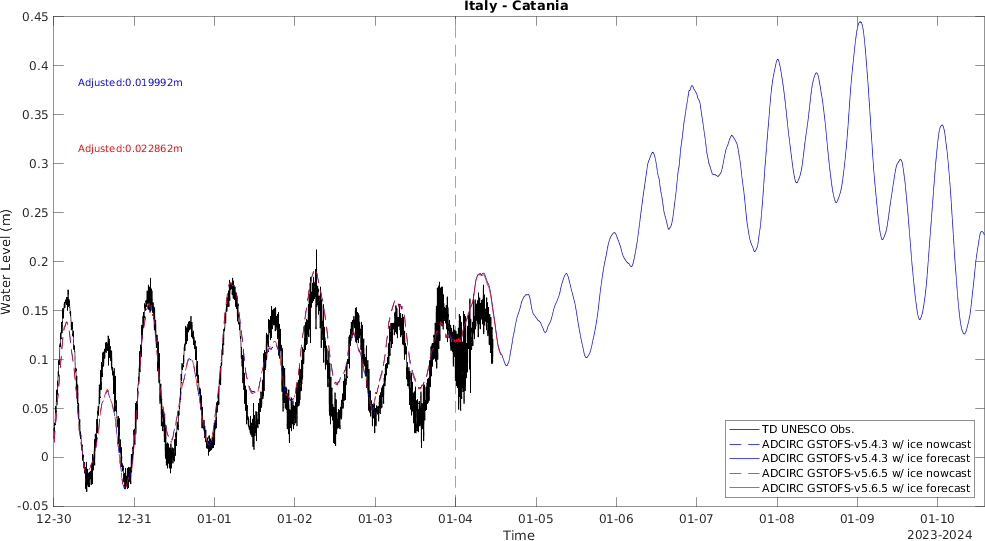 Italy - Catania
0.45
0.4
0.35
0.3
0.25
0.2
0.15
0.1
0.05
0
-0.05
Water Level (m)
Adjusted:0.019992m
Adjusted:0.022862m
TD UNESCO Obs.
ADCIRC GSTOFS-v5.4.3 w/ ice nowcast
ADCIRC GSTOFS-v5.4.3 w/ ice forecast
ADCIRC GSTOFS-v5.6.5 w/ ice nowcast
ADCIRC GSTOFS-v5.6.5 w/ ice forecast
12-30 12-31 01-01 01-02 01-03 01-04 01-05 01-06 01-07 01-08 01-09 01-10
Time
2023-2024